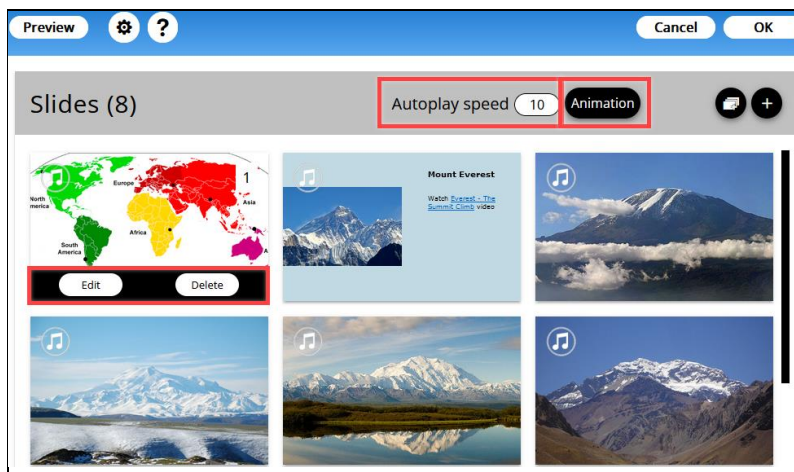 Preview ?
Cancel OK
Slides (8)
Autoplay speed 10 Animation
+
1
North
merica
Europe
Asia
Africa
South
America
A
Mount Everest
Watch Everest - The
Summit Climb video
Edit Delete